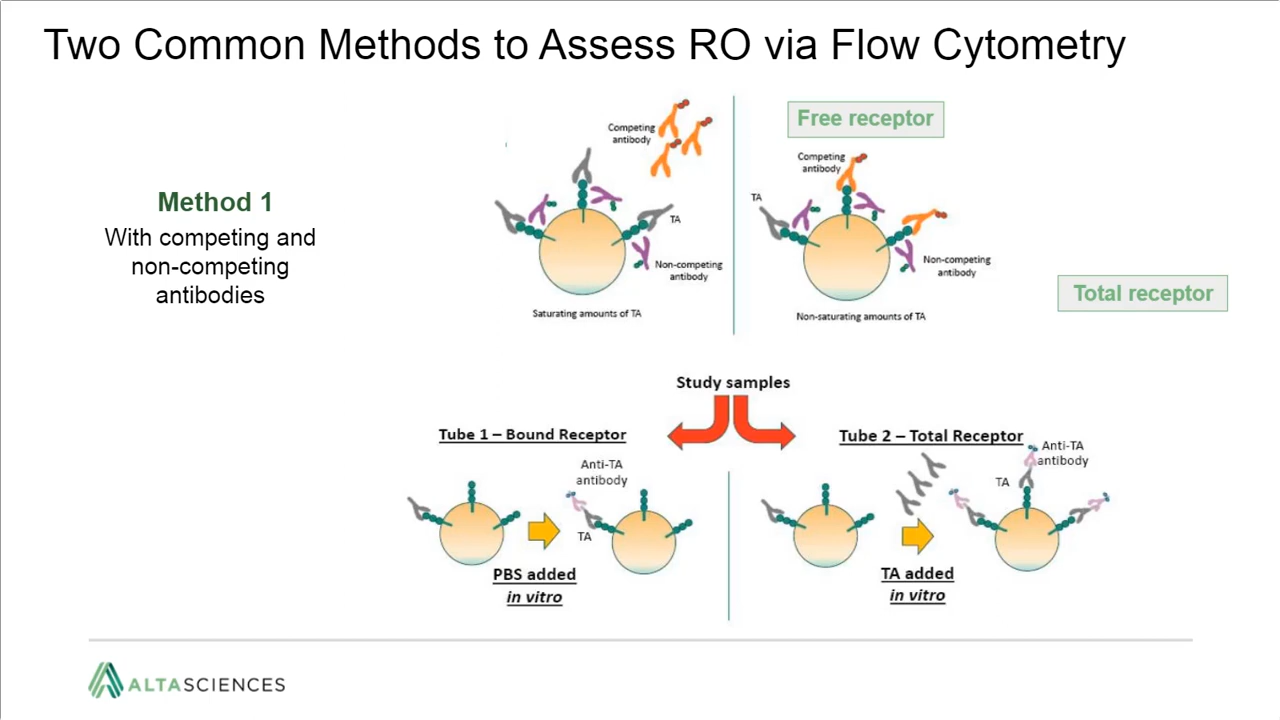 Two Common Methods to Assess RO via Flow Cytometry
Method 1
With competing and
non-competing
antibodies
Competing
antibody
TA
Non-competing
antibody
Saturating amounts of TA
Free receptor
Competing
antibody
TA
Non-competing
antibody
Non-saturating amounts of TA
Total receptor
Study samples
Tube 1 – Bound Receptor
Anti-TA
antibody
TA
PBS added
in vitro
Tube 2 – Total Receptor
Anti-TA
antibody
TA
TA added
in vitro
ALTASCIENCES